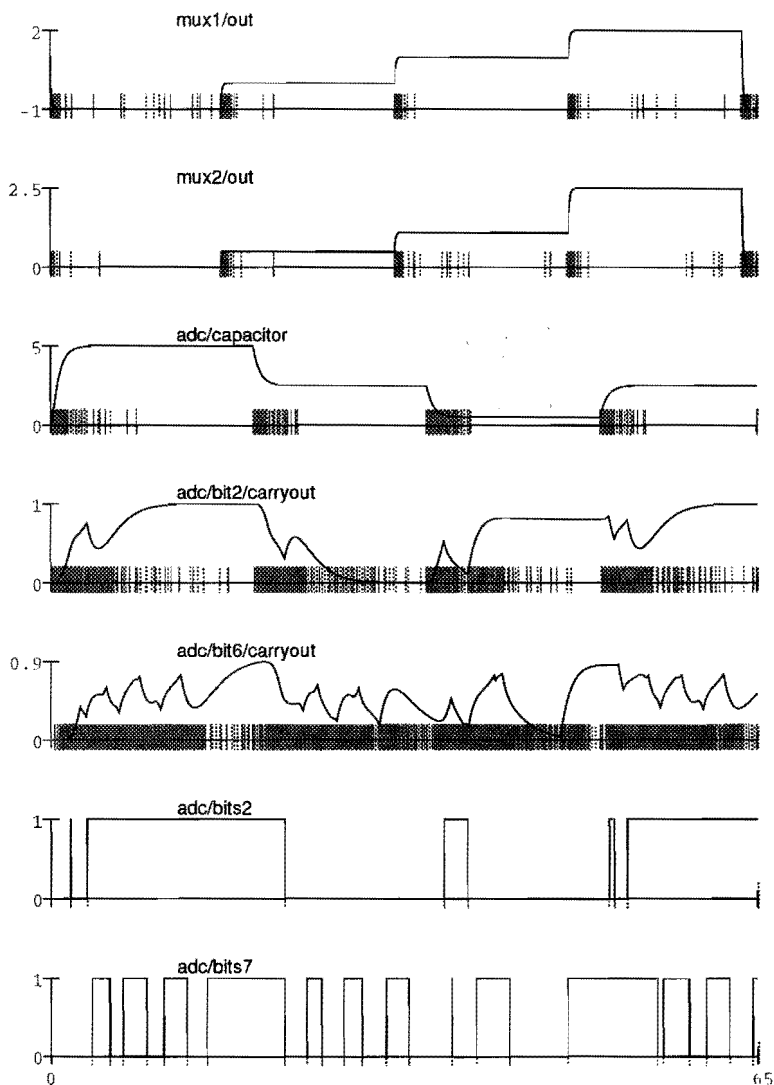 mux1/out
2
-1
mux2/out
2.5
0
adc/capacitor
5
0
adc/bit2/carryout
1
0
adc/bit6/carryout
0.9
0
adc/bits2
1
0
adc/bits7
1
0
0 65